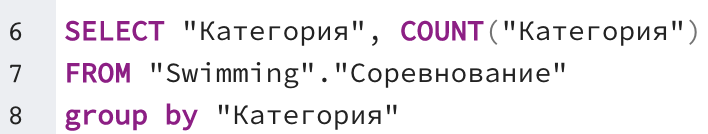 6 SELECT "Категория", COUNT("Категория")
7 FROM "Swimming"."Соревнование"
8 group by "Категория"